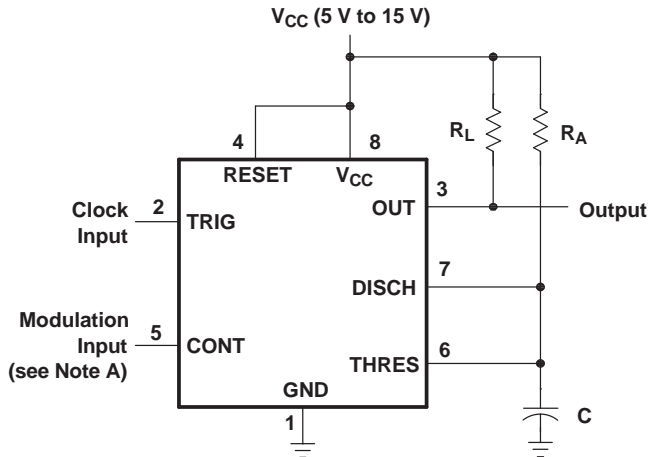 VCC (5 V to 15 V)
RL
RA
4
8
RESET
VCC
3
Clock
Input
2
TRIG
OUT
Output
7
DISCH
Modulation
Input
(see Note A)
5
CONT
6
THRES
GND
1
C